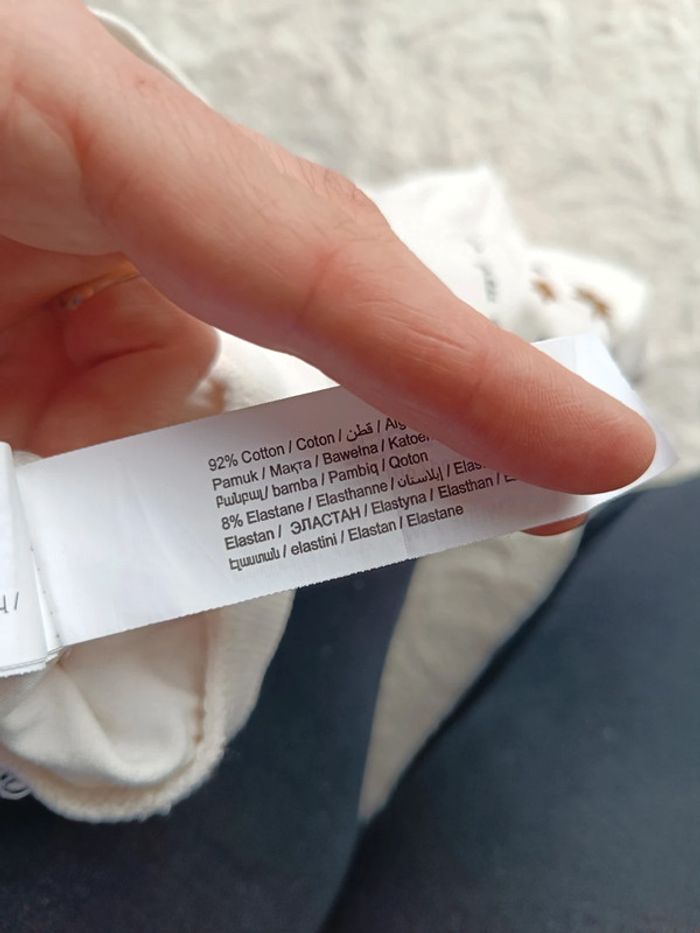 92% Cotton / Coton / قطن /
Pamuk / Мақта / Bawełna /
Բամբակ/ bamba / Pambiq / Qoton
8% Elastane / Elasthanne / إيلاستان /
Elastan / ЭЛАСТАН / Elastyna / Elasthan /
Էլաստան / elastini / Elastan / Elastane